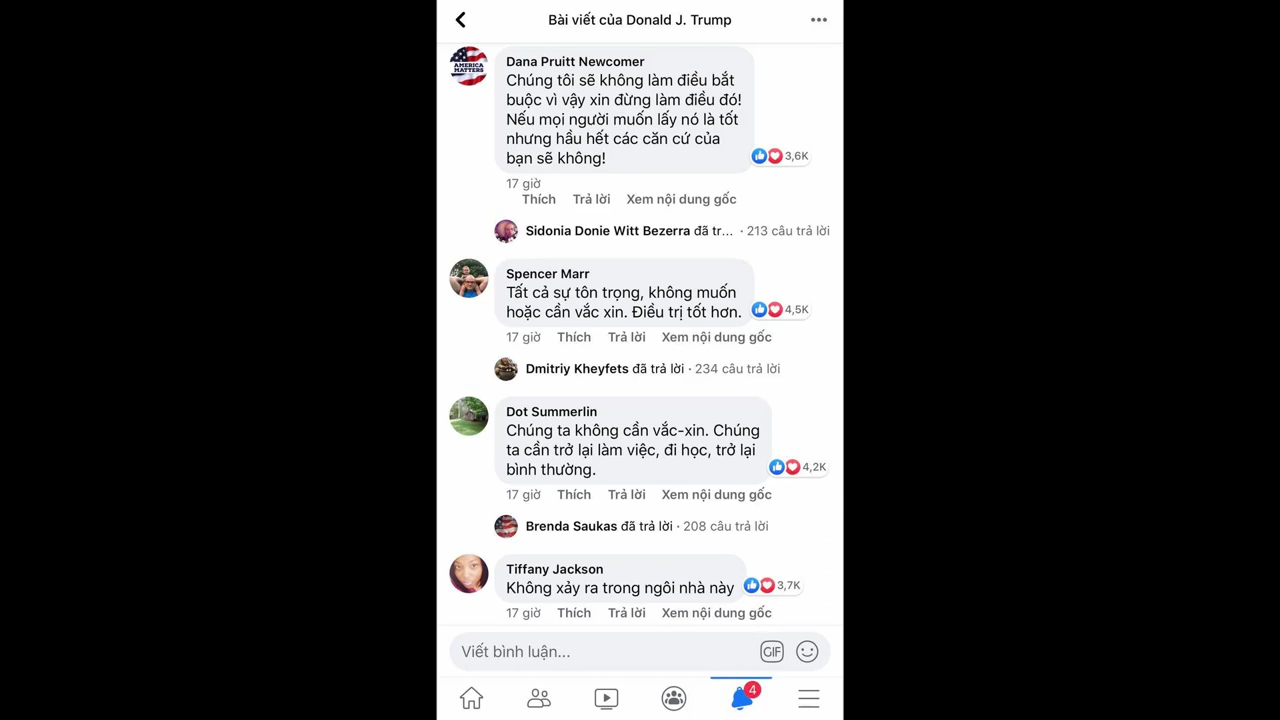 Bài viết của Donald J. Trump
AMERICA
MATTERS
Dana Pruitt Newcomer
Chúng tôi sẽ không làm điều bắt
buộc vì vậy xin đừng làm điều đó!
Nếu mọi người muốn lấy nó là tốt
nhưng hầu hết các căn cứ của
bạn sẽ không!
3,6K
17 giờ
Thích Trả lời Xem nội dung gốc
Sidonia Donie Witt Bezerra đã tr... · 213 câu trả lời
Spencer Marr
Tất cả sự tôn trọng, không muốn
hoặc cần vắc xin. Điều trị tốt hơn.
4,5K
17 giờ Thích Trả lời Xem nội dung gốc
Dmitriy Kheyfets đã trả lời · 234 câu trả lời
Dot Summerlin
Chúng ta không cần vắc-xin. Chúng
ta cần trở lại làm việc, đi học, trở lại
bình thường.
4,2K
17 giờ Thích Trả lời Xem nội dung gốc
Brenda Saukas đã trả lời · 208 câu trả lời
Tiffany Jackson
Không xảy ra trong ngôi nhà này
3,7K
17 giờ Thích Trả lời Xem nội dung gốc
Viết bình luận...
GIF
4